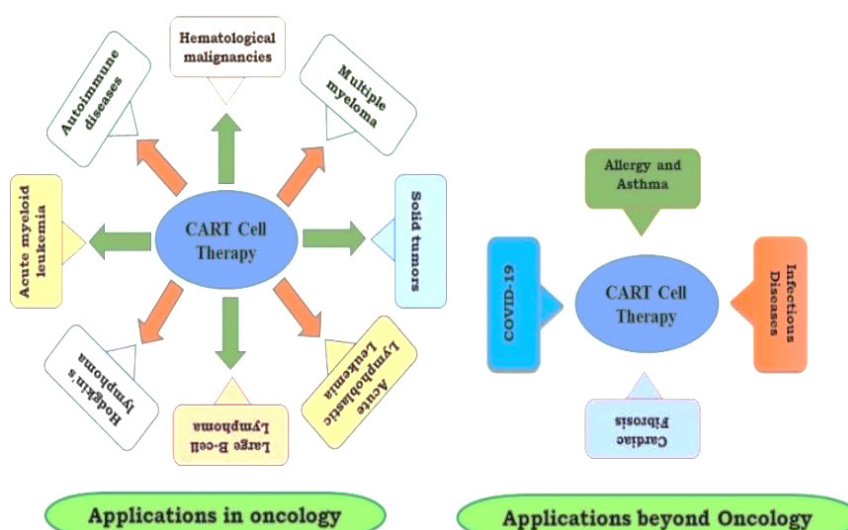 Hematological
malignancies
Multiple
myeloma
Solid tumors
Acute
Lymphoblastic
Leukemia
Large B-cell
Lymphoma
Hodgkin's
lymphoma
Acute myeloid
leukemia
Autoimmune
diseases
CART Cell
Therapy
Applications in oncology
Allergy and
Asthma
Infectious
Diseases
Cardiac
Fibrosis
COVID-19
CART Cell
Therapy
Applications beyond Oncology